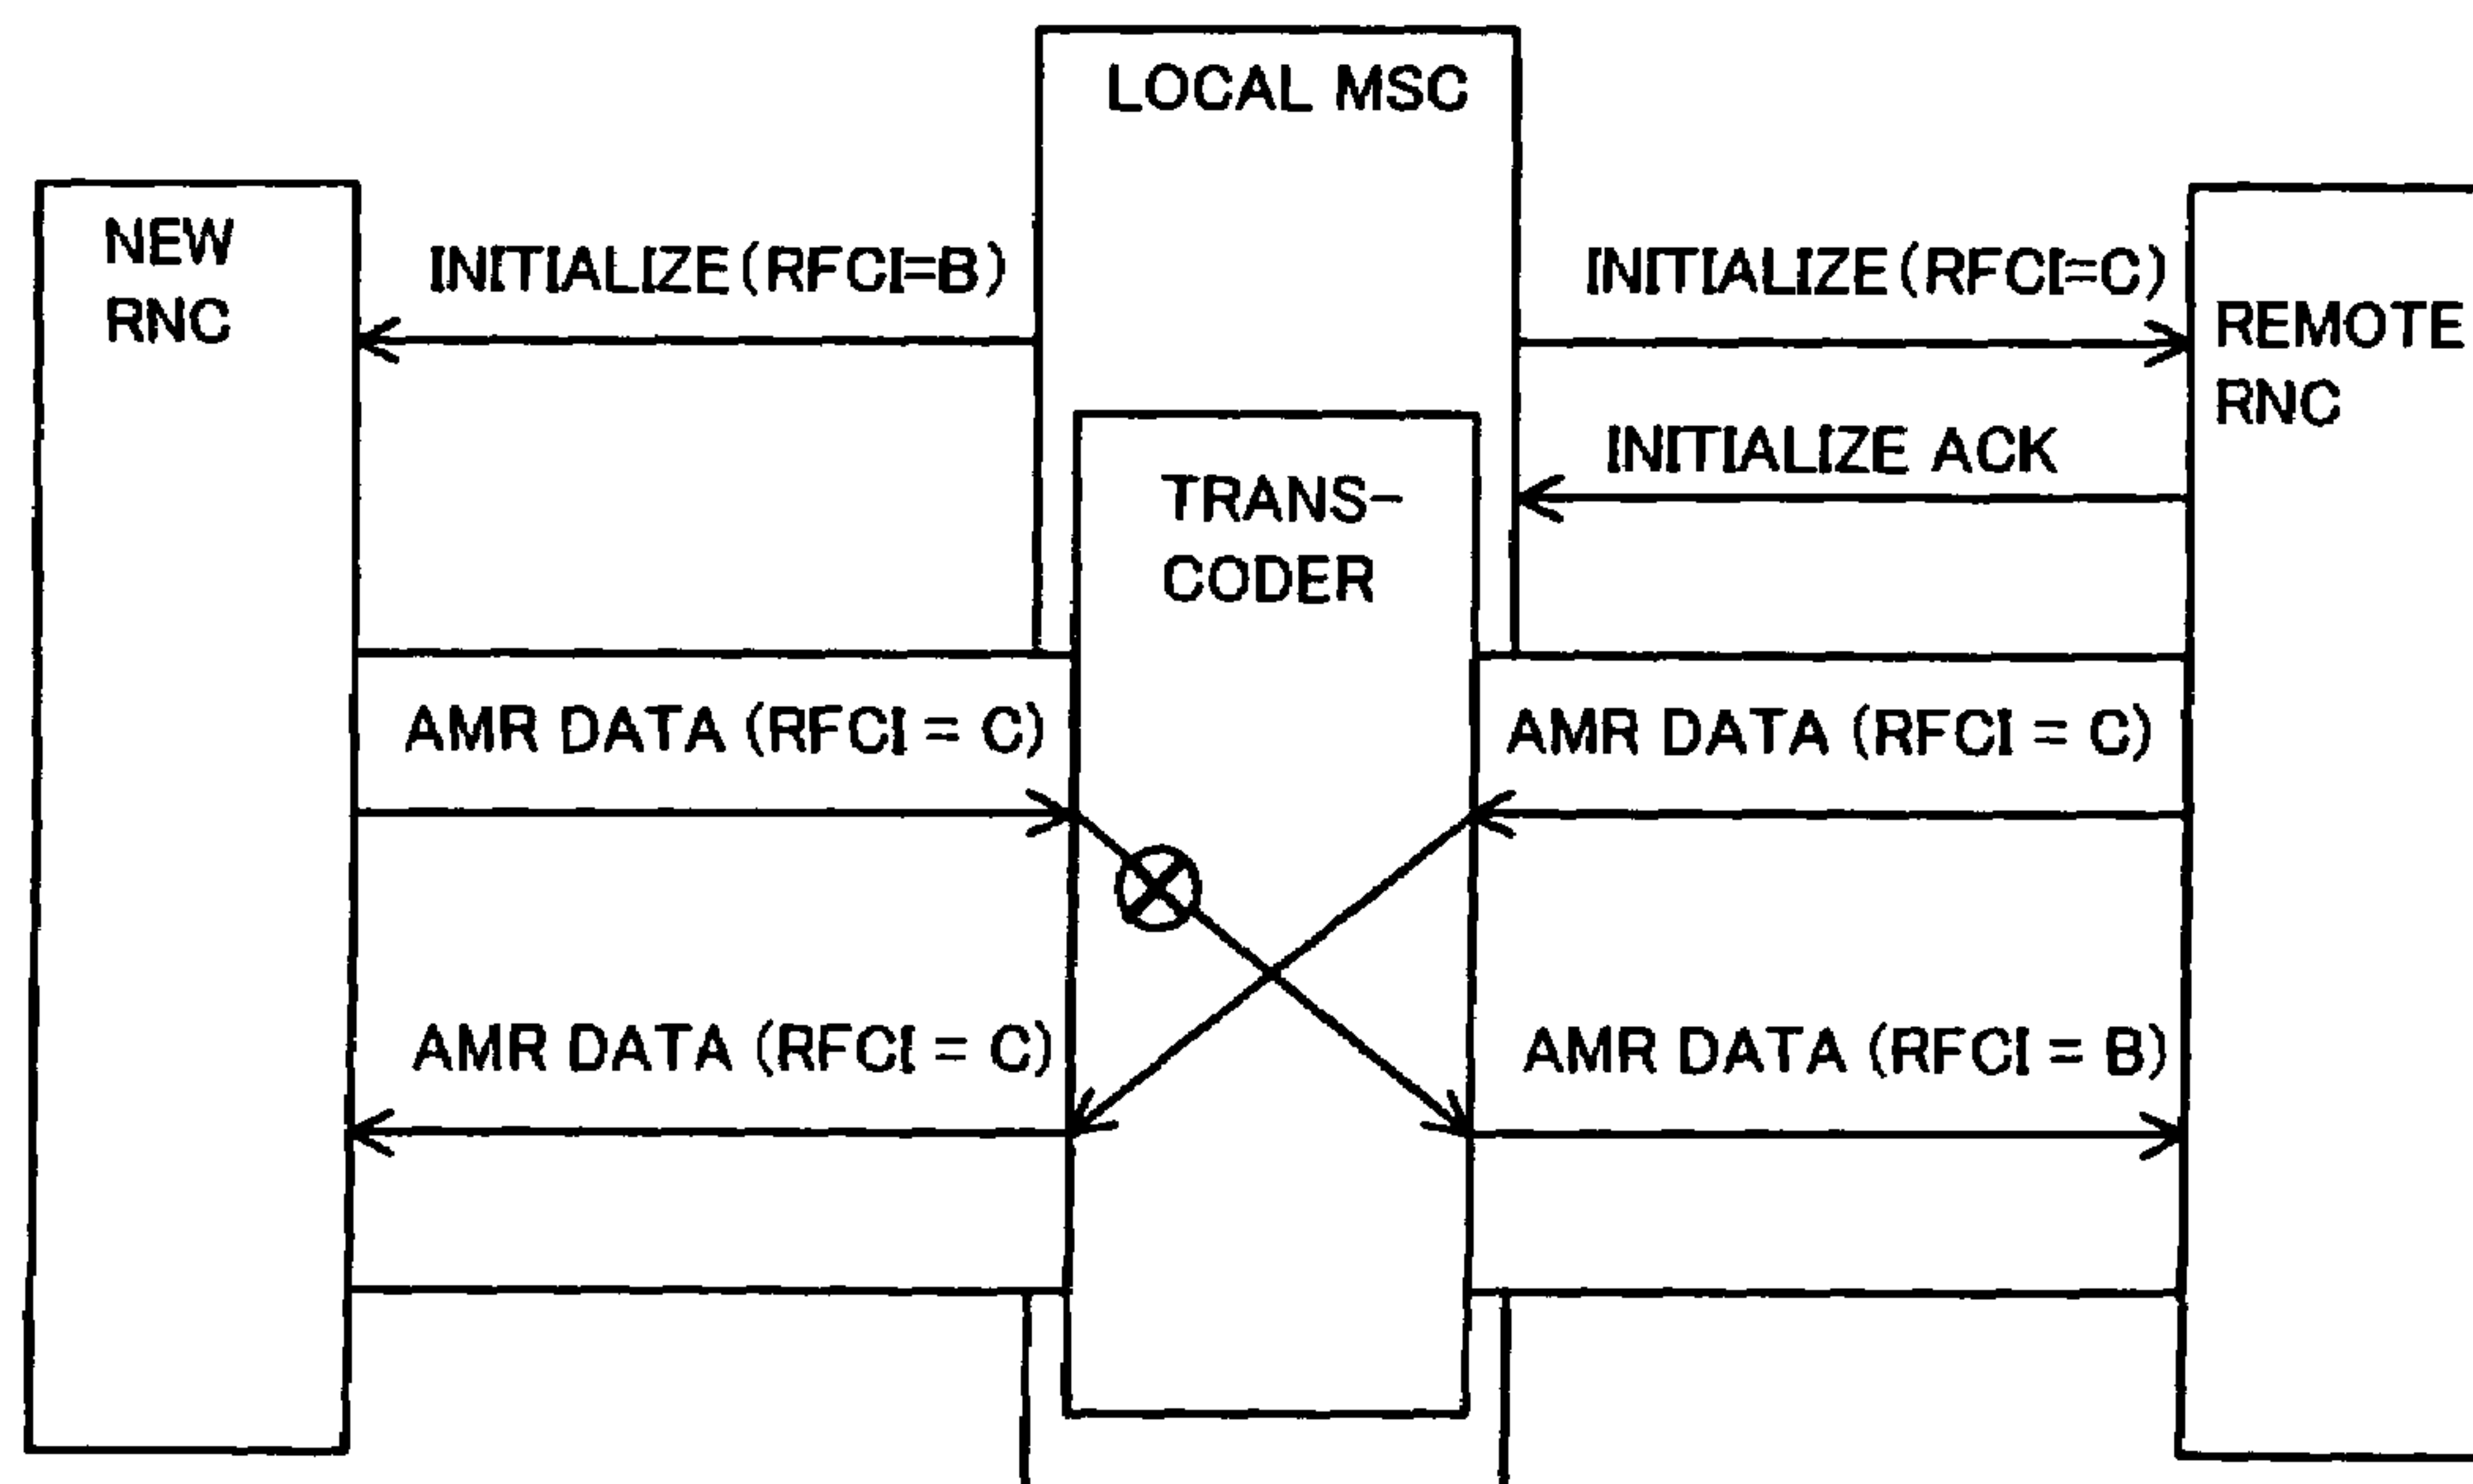 LOCAL MSC
NEW
RNC
INITIALIZE(RFCI=B)
INITIALIZE(RFCI=C)
REMOTE
RNC
INITIALIZE ACK
TRANS-
CODER
AMR DATA (RFCI = C)
AMR DATA (RFCI = C)
AMR DATA (RFCI = C)
AMR DATA (RFCI = B)